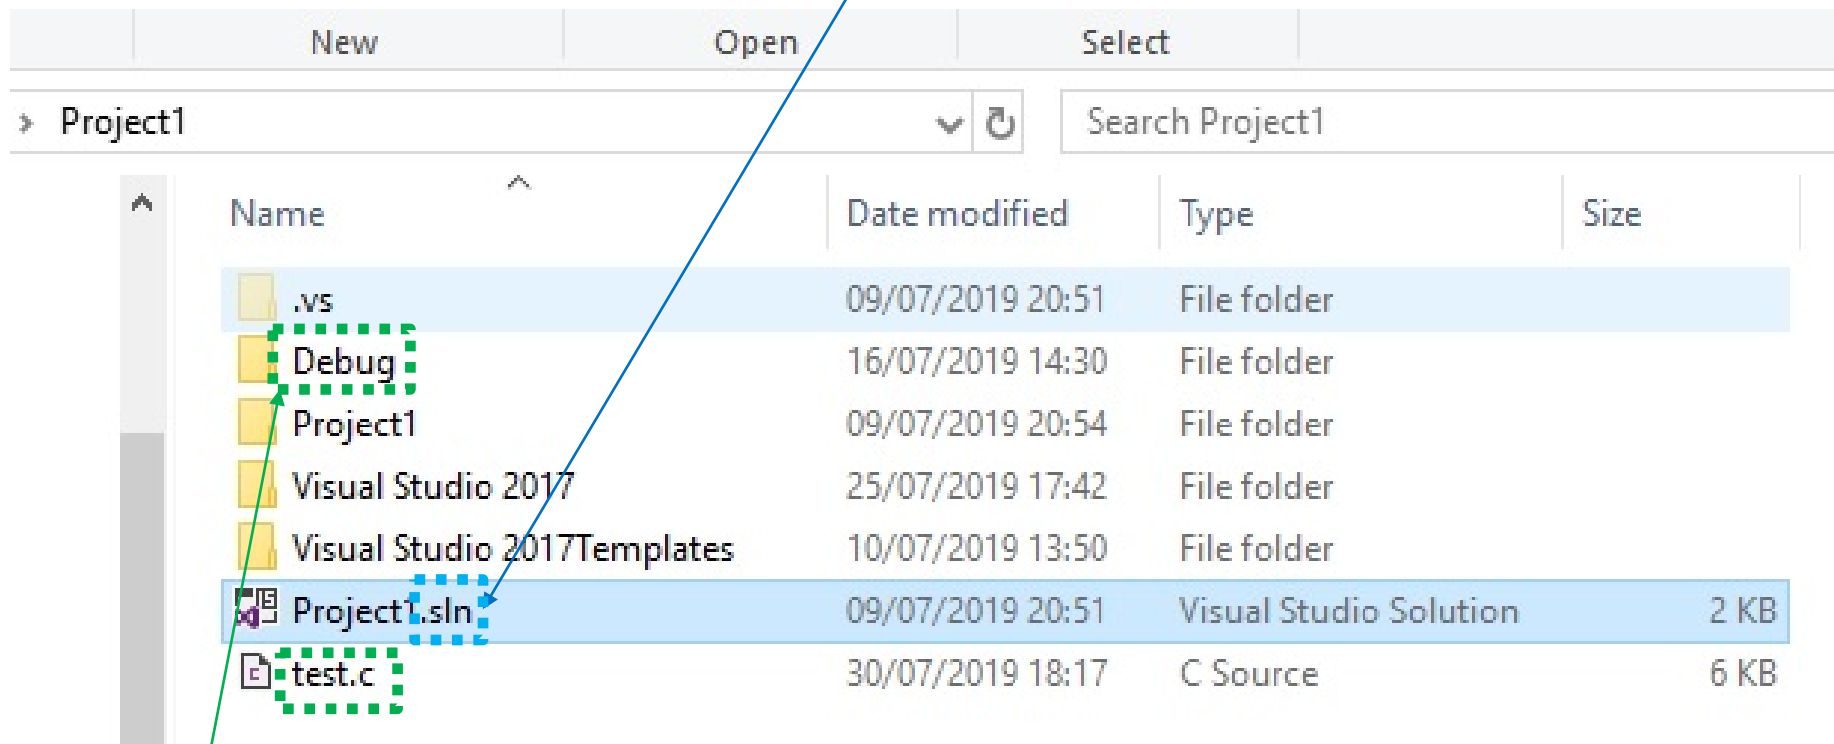 New Open Select
Project1 Search Project1
Name Date modified Type Size
.vs 09/07/2019 20:51 File folder
Debug 16/07/2019 14:30 File folder
Project1 09/07/2019 20:54 File folder
Visual Studio 2017 25/07/2019 17:42 File folder
Visual Studio 2017Templates 10/07/2019 13:50 File folder
Project1.sln 09/07/2019 20:51 Visual Studio Solution 2 KB
test.c 30/07/2019 18:17 C Source 6 KB